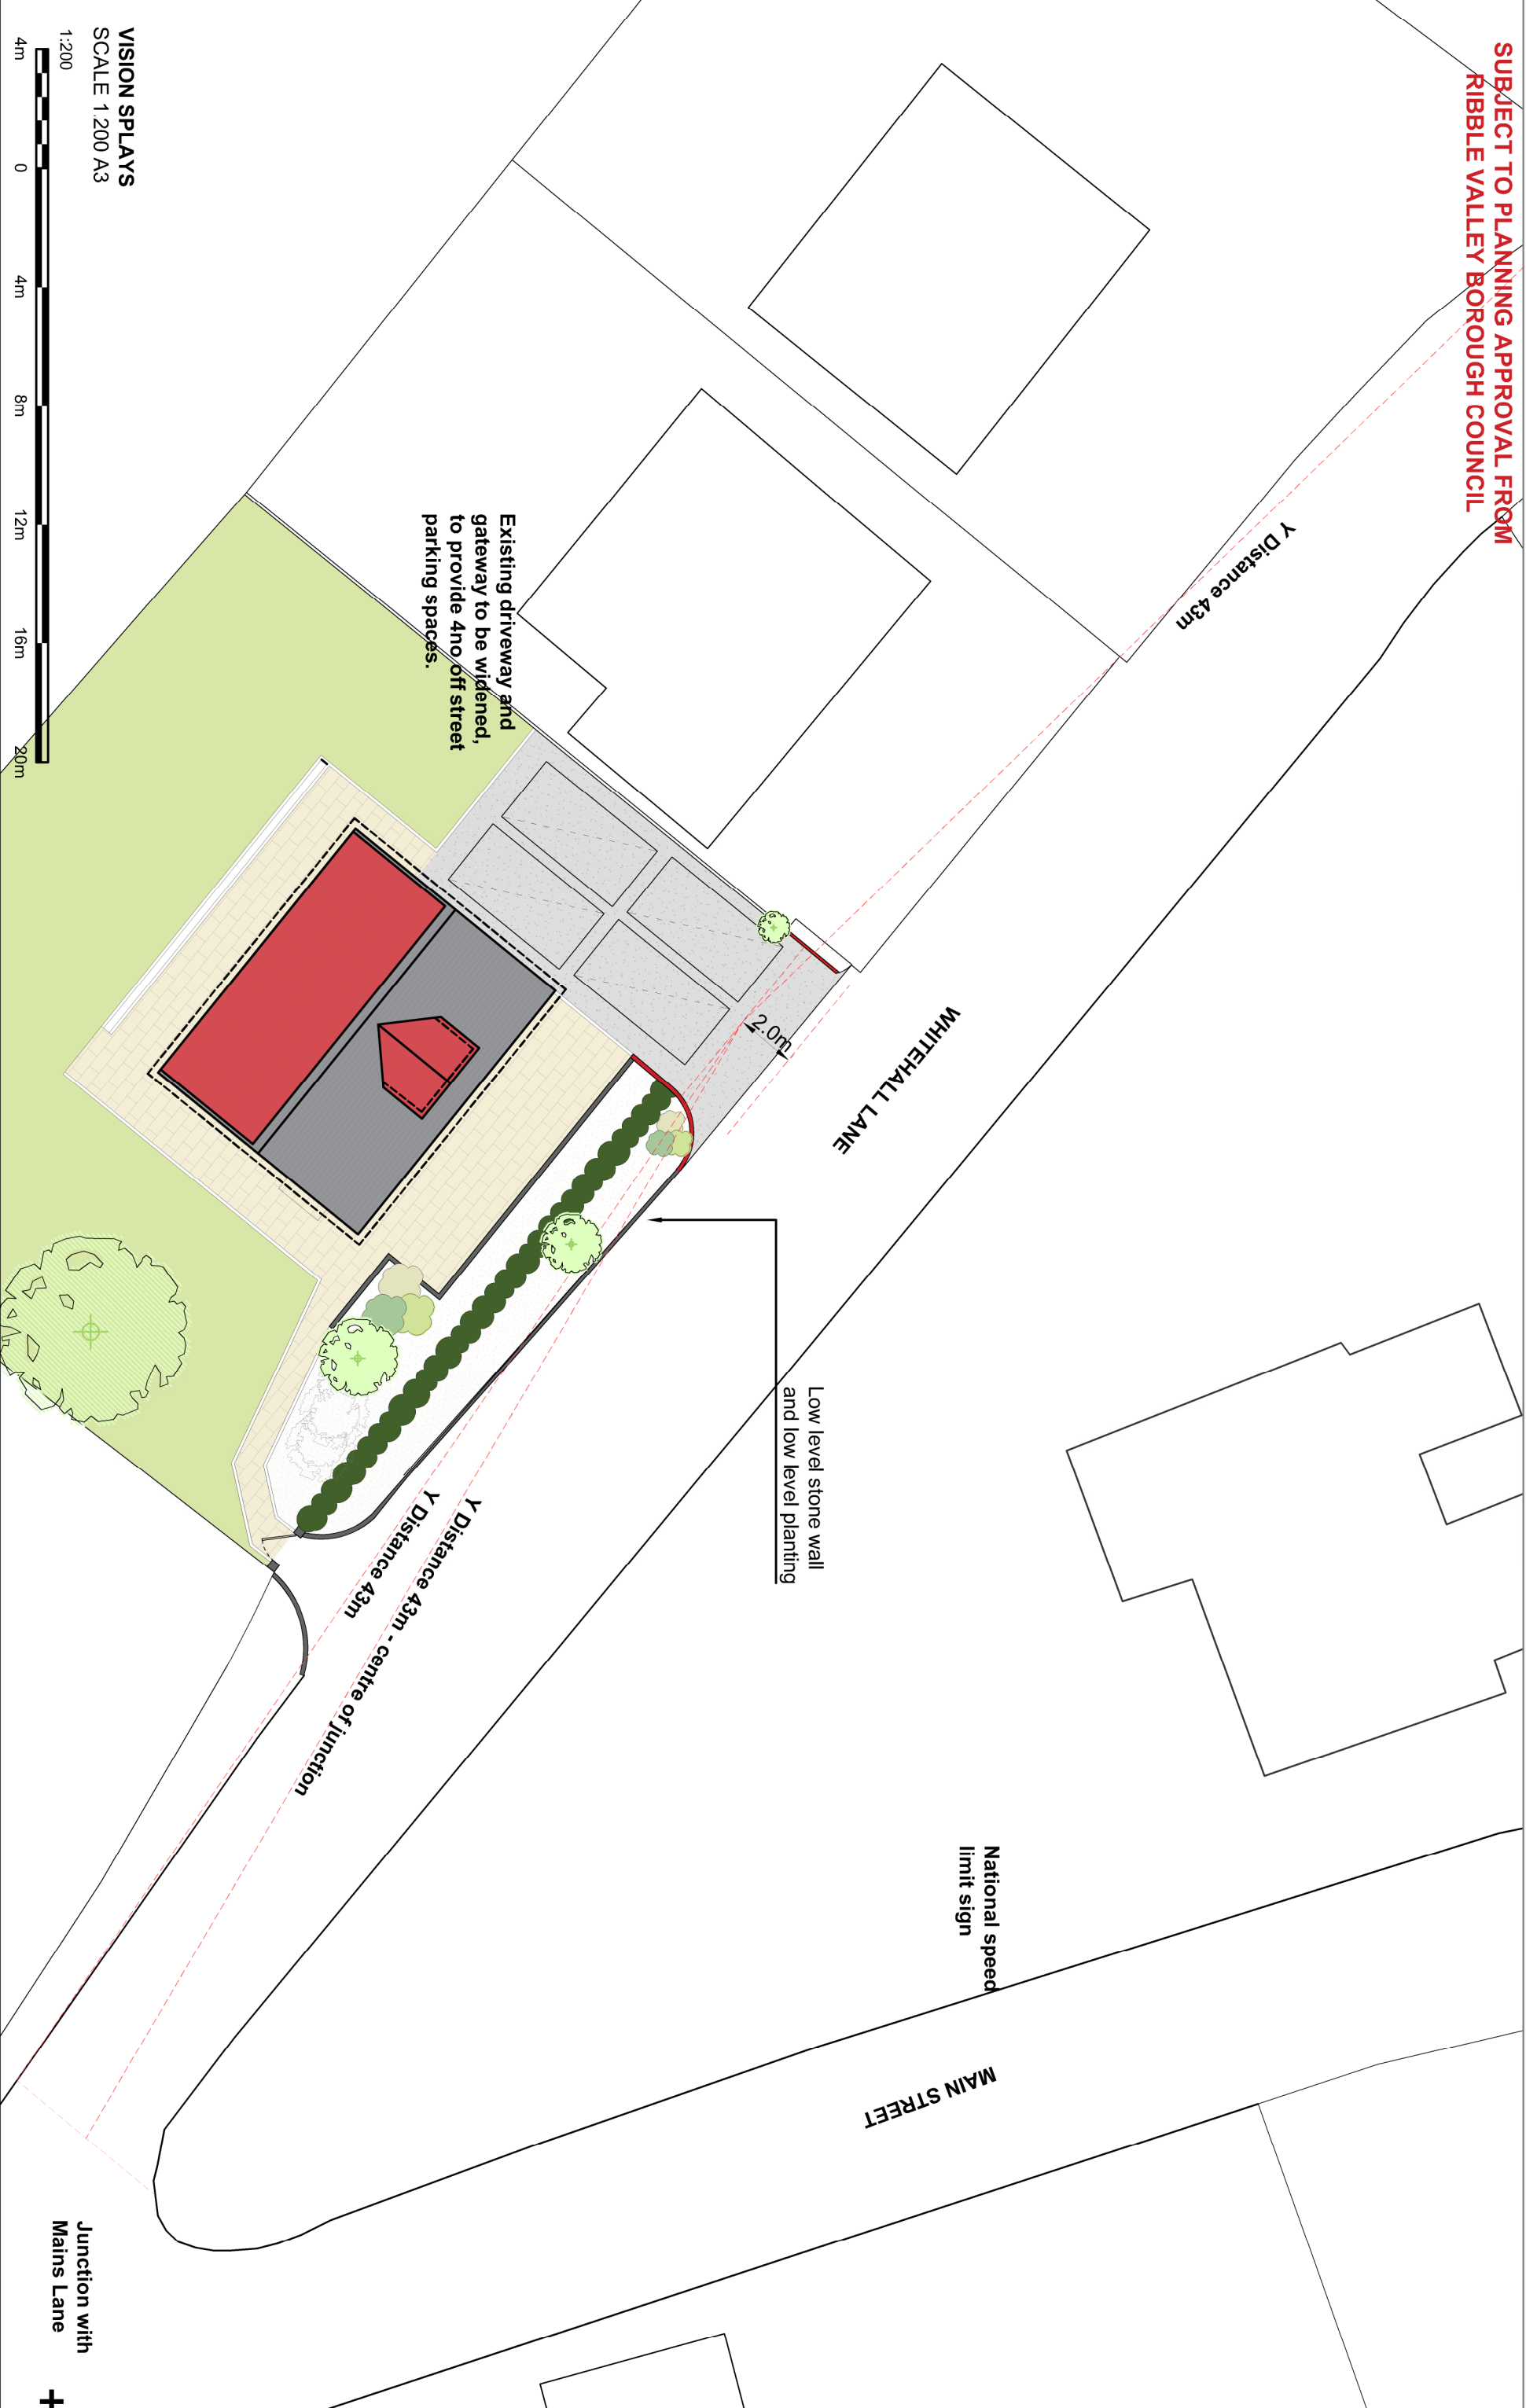 SUBJECT TO PLANNING APPROVAL FROM
RIBBLE VALLEY BOROUGH COUNCIL
Y Distance 43m
WHITEHALL LANE
2.0m
Existing driveway and
gateway to be widened,
to provide 4no off street
parking spaces.
Low level stone wall
and low level planting
Y Distance 43m - centre of junction
Y Distance 43m
National speed
limit sign
MAIN STREET
Junction with
Mains Lane
VISION SPLAYS
SCALE 1:200 A3
1:200
4m 0 4m 8m 12m 16m 20m